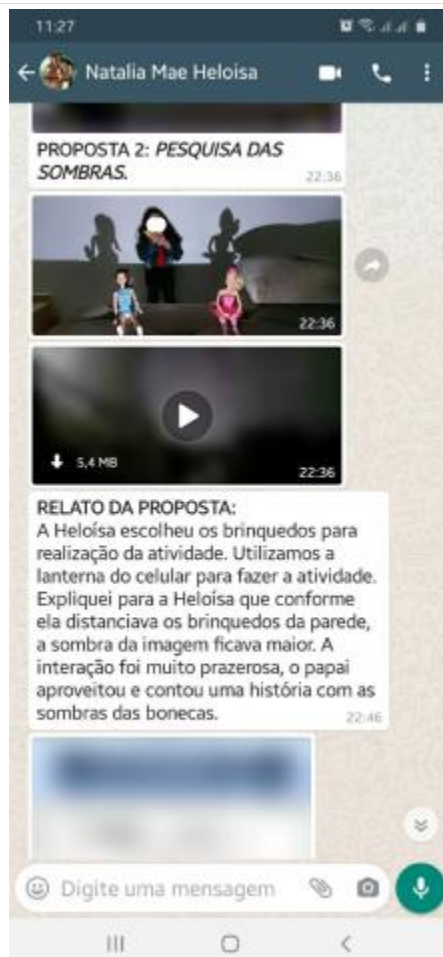 11:27
Natalia Mae Heloisa
PROPOSTA 2: PESQUISA DAS
SOMBRAS.
22:36
22:36
5,4 MB
22:36
RELATO DA PROPOSTA:
A Heloísa escolheu os brinquedos para
realização da atividade. Utilizamos a
lanterna do celular para fazer a atividade.
Expliquei para a Heloísa que conforme
ela distanciava os brinquedos da parede,
a sombra da imagem ficava maior. A
interação foi muito prazerosa, o papai
aproveitou e contou uma história com as
sombras das bonecas.
22:46
Digite uma mensagem